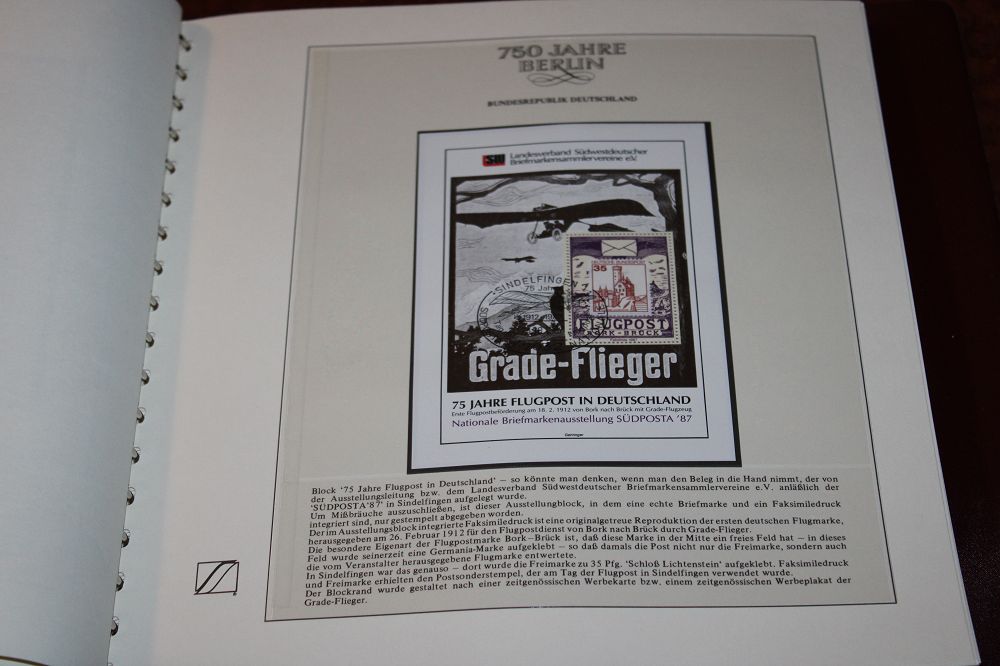 750 JAHRE
BERLIN
BUNDESREPUBLIK DEUTSCHLAND
SW Landesverband Südwestdeutscher
Briefmarkensammlervereine e.V.
SINDELFINGEN
75 Jahre
1912
35
FLUGPOST
BORK-BRÜCK
Grade-Flieger
75 JAHRE FLUGPOST IN DEUTSCHLAND
Erste Flugpostbeförderung am 18. 2. 1912 von Bork nach Brück mit Grade-Flugzeug
Nationale Briefmarkenausstellung SÜDPOSTA '87
Block '75 Jahre Flugpost in Deutschland' – so könnte man denken, wenn man den Beleg in die Hand nimmt, der von
der Ausstellungsleitung bzw. dem Landesverband Südwestdeutscher Briefmarkensammlervereine e.V. anläßlich der
'SÜDPOSTA'87' in Sindelfingen aufgelegt wurde.
Um Mißbräuche auszuschließen, ist dieser Ausstellungblock, in dem eine echte Briefmarke und ein Faksimiledruck
integriert sind, nur gestempelt abgegeben worden.
Der im Ausstellungsblock integrierte Faksimiledruck ist eine originalgetreue Reproduktion der ersten deutschen Flugmarke,
herausgegeben am 26. Februar 1912 für den Flugpostdienst von Bork nach Brück durch Grade-Flieger.
Die besondere Eigenart der Flugpostmarke Bork-Brück ist, daß diese Marke in der Mitte ein freies Feld hat – in dieses
Feld wurde seinerzeit eine Germania-Marke aufgeklebt – so daß damals die Post nicht nur die Freimarke, sondern auch
die vom Veranstalter herausgegebene Flugmarke entwertete.
In Sindelfingen war das genauso – dort wurde die Freimarke zu 35 Pfg. 'Schloß Lichtenstein' aufgeklebt. Faksimiledruck
und Freimarke erhielten den Postsonderstempel, der am Tag der Flugpost in Sindelfingen verwendet wurde.
Der Blockrand wurde gestaltet nach einer zeitgenössischen Werbekarte bzw. einem zeitgenössischen Werbeplakat der
Grade-Flieger.